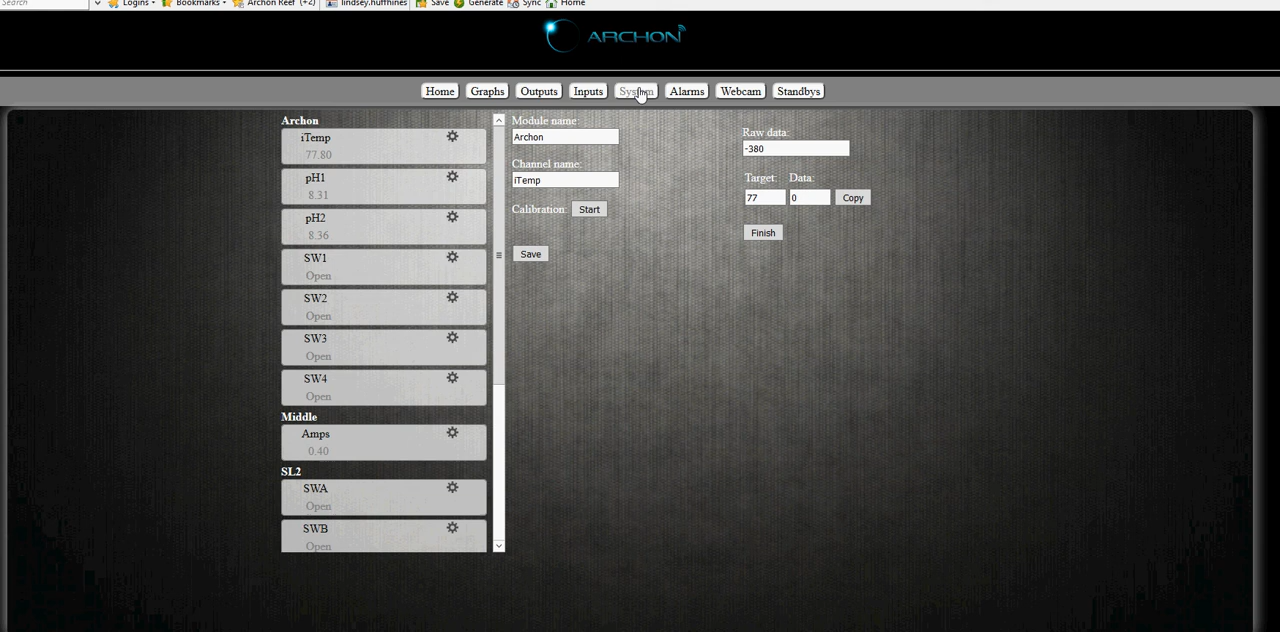 Search Logins Bookmarks Archon Reef (+2) lindsey.huffhines Save Generate Sync Home
ARCHON
Home Graphs Outputs Inputs System Alarms Webcam Standbys
Archon
iTemp
77.80
pH1
8.31
pH2
8.36
SW1
Open
SW2
Open
SW3
Open
SW4
Open
Middle
Amps
0.40
SL2
SWA
Open
SWB
Open
Module name:
Archon
Channel name:
iTemp
Calibration: Start
Save
Raw data:
-380
Target: Data:
77 0 Copy
Finish